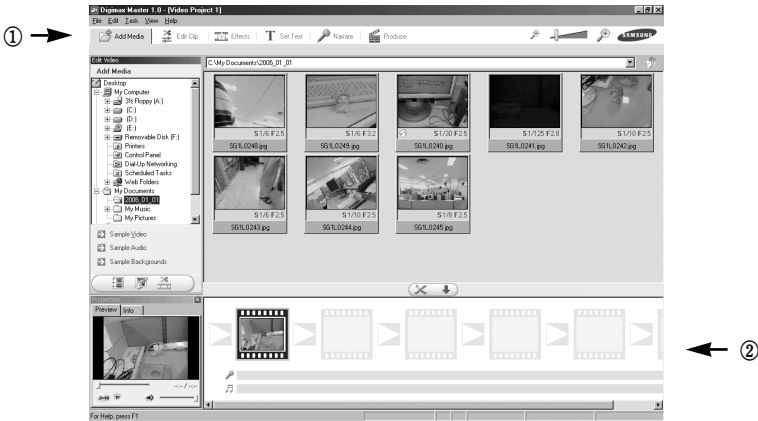 Digimax Master 1.0 - [Video Project 1]
File Edit Task View Help
①
Add Media Edit Clip Effects T Set Text Narrate Produce SAMSUNG
Edit Video
Add Media
C:\My Documents\2006_01_01
Desktop
My Computer
3½ Floppy (A:)
(C:)
(D:)
(E:)
Removable Disk (F:)
Printers
Control Panel
Dial-Up Networking
Scheduled Tasks
Web Folders
My Documents
2006_01_01
My Music
My Pictures
Sample Video
Sample Audio
Sample Backgrounds
S1/6 F2.5 S1/6 F3.2 S1/30 F2.5 S1/125 F2.8 S1/10 F2.5
SG1L0248.jpg SG1L0249.jpg SG1L0240.jpg SG1L0241.jpg SG1L0242.jpg
S1/6 F2.5 S1/10 F2.5 S1/8 F2.5
SG1L0243.jpg SG1L0244.jpg SG1L0245.jpg
Properties
Preview Info
--:-- / --:--
②
For Help, press F1